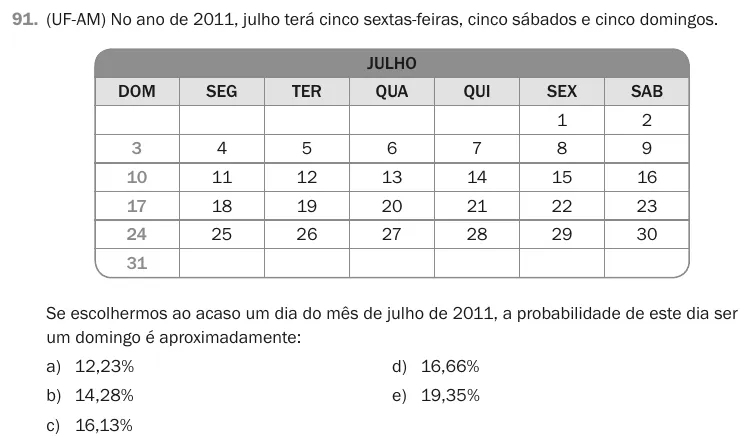 91. (UF-AM) No ano de 2011, julho terá cinco sextas-feiras, cinco sábados e cinco domingos.
JULHO
DOM SEG TER QUA QUI SEX SAB
1 2
3 4 5 6 7 8 9
10 11 12 13 14 15 16
17 18 19 20 21 22 23
24 25 26 27 28 29 30
31
Se escolhermos ao acaso um dia do mês de julho de 2011, a probabilidade de este dia ser
um domingo é aproximadamente:
a) 12,23%
b) 14,28%
c) 16,13%
d) 16,66%
e) 19,35%